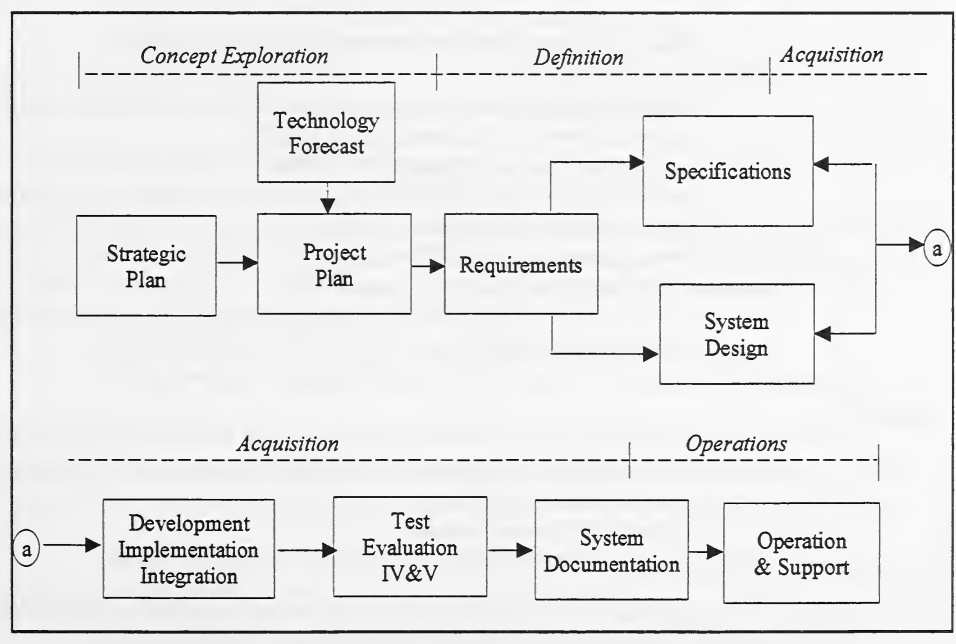 Concept Exploration
Definition
Acquisition
Technology
Forecast
Specifications
Strategic
Plan
Project
Plan
Requirements
a
System
Design
Acquisition
Operations
a
Development
Implementation
Integration
Test
Evaluation
IV&V
System
Documentation
Operation
& Support